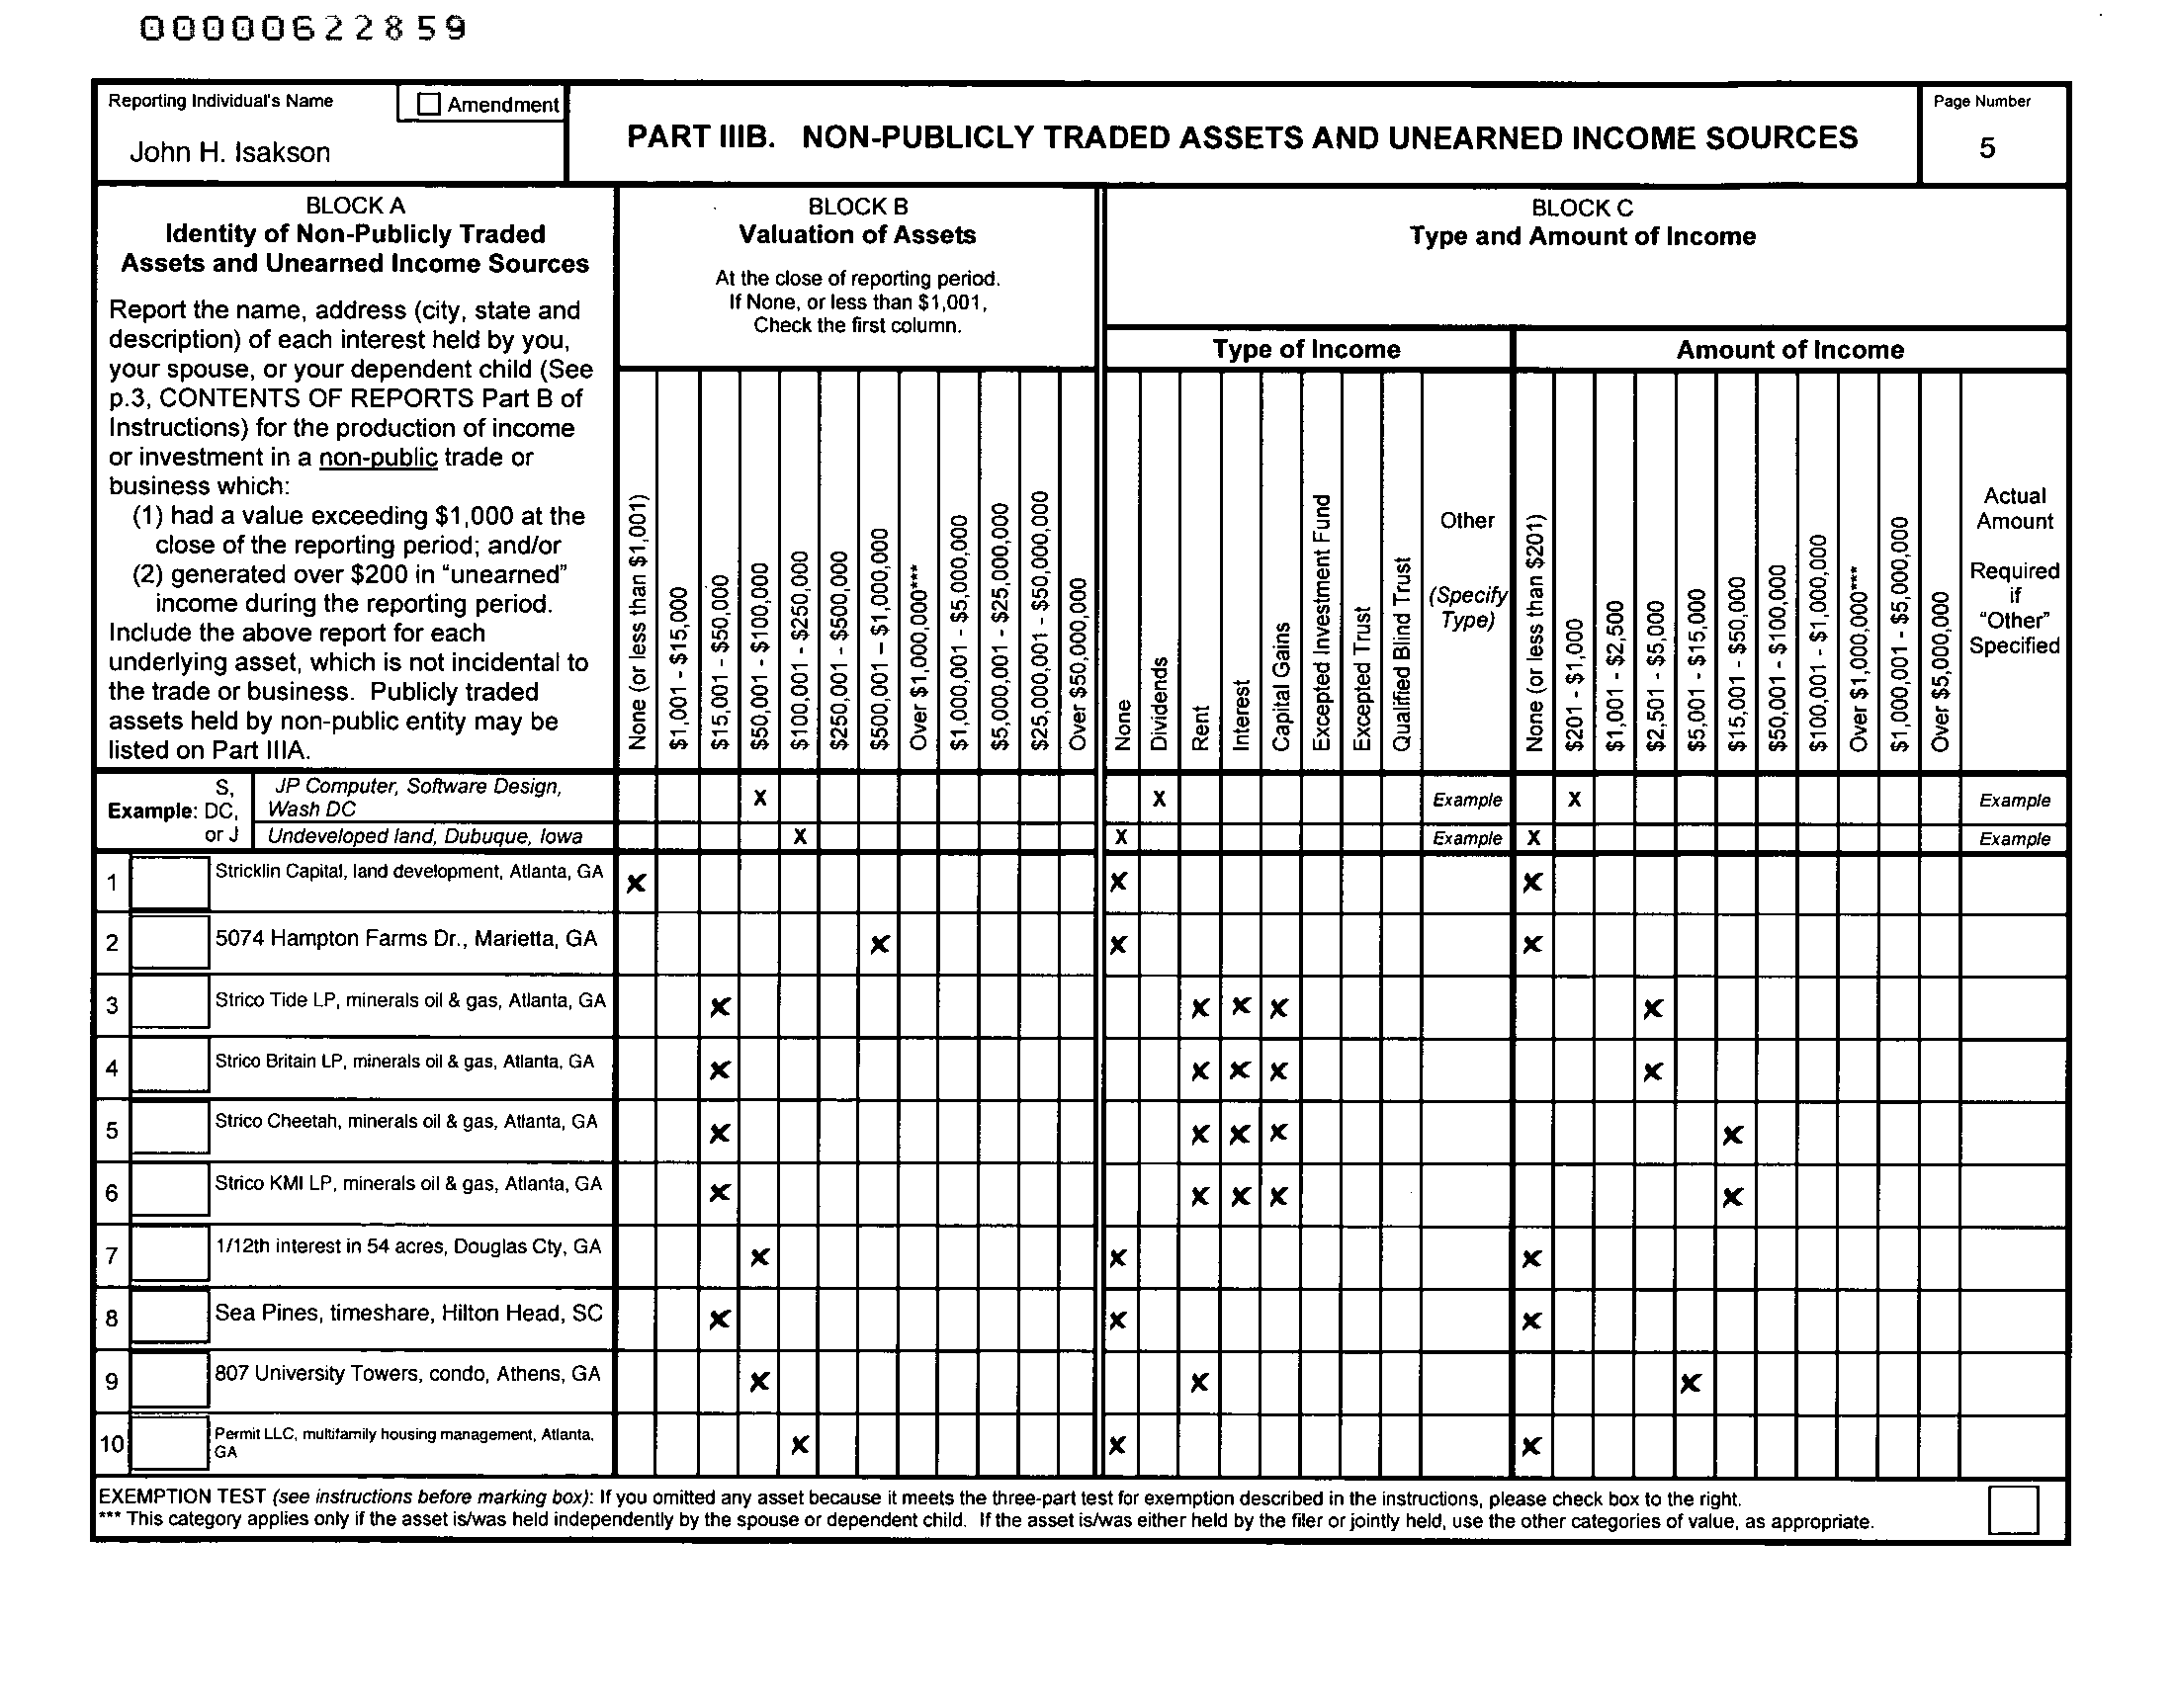 00000622859
Reporting Individual's Name
Amendment
John H. Isakson
PART IIIB. NON-PUBLICLY TRADED ASSETS AND UNEARNED INCOME SOURCES
Page Number
5
BLOCK A
Identity of Non-Publicly Traded
Assets and Unearned Income Sources
Report the name, address (city, state and
description) of each interest held by you,
your spouse, or your dependent child (See
p.3, CONTENTS OF REPORTS Part B of
Instructions) for the production of income
or investment in a non-public trade or
business which:
(1) had a value exceeding $1,000 at the
close of the reporting period; and/or
(2) generated over $200 in “unearned”
income during the reporting period.
Include the above report for each
underlying asset, which is not incidental to
the trade or business. Publicly traded
assets held by non-public entity may be
listed on Part IIIA.
BLOCK B
Valuation of Assets
At the close of reporting period.
If None, or less than $1,001,
Check the first column.
None (or less than $1,001)
$1,001 - $15,000
$15,001 - $50,000
$50,001 - $100,000
$100,001 - $250,000
$250,001 - $500,000
$500,001 – $1,000,000
Over $1,000,000***
$1,000,001 - $5,000,000
$5,000,001 - $25,000,000
$25,000,001 - $50,000,000
Over $50,000,000
BLOCK C
Type and Amount of Income
Type of Income
None
Dividends
Rent
Interest
Capital Gains
Excepted Investment Fund
Excepted Trust
Qualified Blind Trust
Other
(Specify
Type)
Amount of Income
None (or less than $201)
$201 - $1,000
$1,001 - $2,500
$2,501 - $5,000
$5,001 - $15,000
$15,001 - $50,000
$50,001 - $100,000
$100,001 - $1,000,000
Over $1,000,000***
$1,000,001 - $5,000,000
Over $5,000,000
Actual
Amount
Required
if
“Other”
Specified
Example: S, DC, or J
JP Computer, Software Design,
Wash DC
X X Example X Example
Undeveloped land, Dubuque, Iowa X X Example X Example
1 Stricklin Capital, land development, Atlanta, GA X X X
2 5074 Hampton Farms Dr., Marietta, GA X X X
3 Strico Tide LP, minerals oil & gas, Atlanta, GA X X X X X
4 Strico Britain LP, minerals oil & gas, Atlanta, GA X X X X X
5 Strico Cheetah, minerals oil & gas, Atlanta, GA X X X X X
6 Strico KMI LP, minerals oil & gas, Atlanta, GA X X X X X
7 1/12th interest in 54 acres, Douglas Cty, GA X X X
8 Sea Pines, timeshare, Hilton Head, SC X X X
9 807 University Towers, condo, Athens, GA X X X
10 Permit LLC, multifamily housing management, Atlanta,
GA X X X
EXEMPTION TEST (see instructions before marking box): If you omitted any asset because it meets the three-part test for exemption described in the instructions, please check box to the right.
*** This category applies only if the asset is/was held independently by the spouse or dependent child. If the asset is/was either held by the filer or jointly held, use the other categories of value, as appropriate.